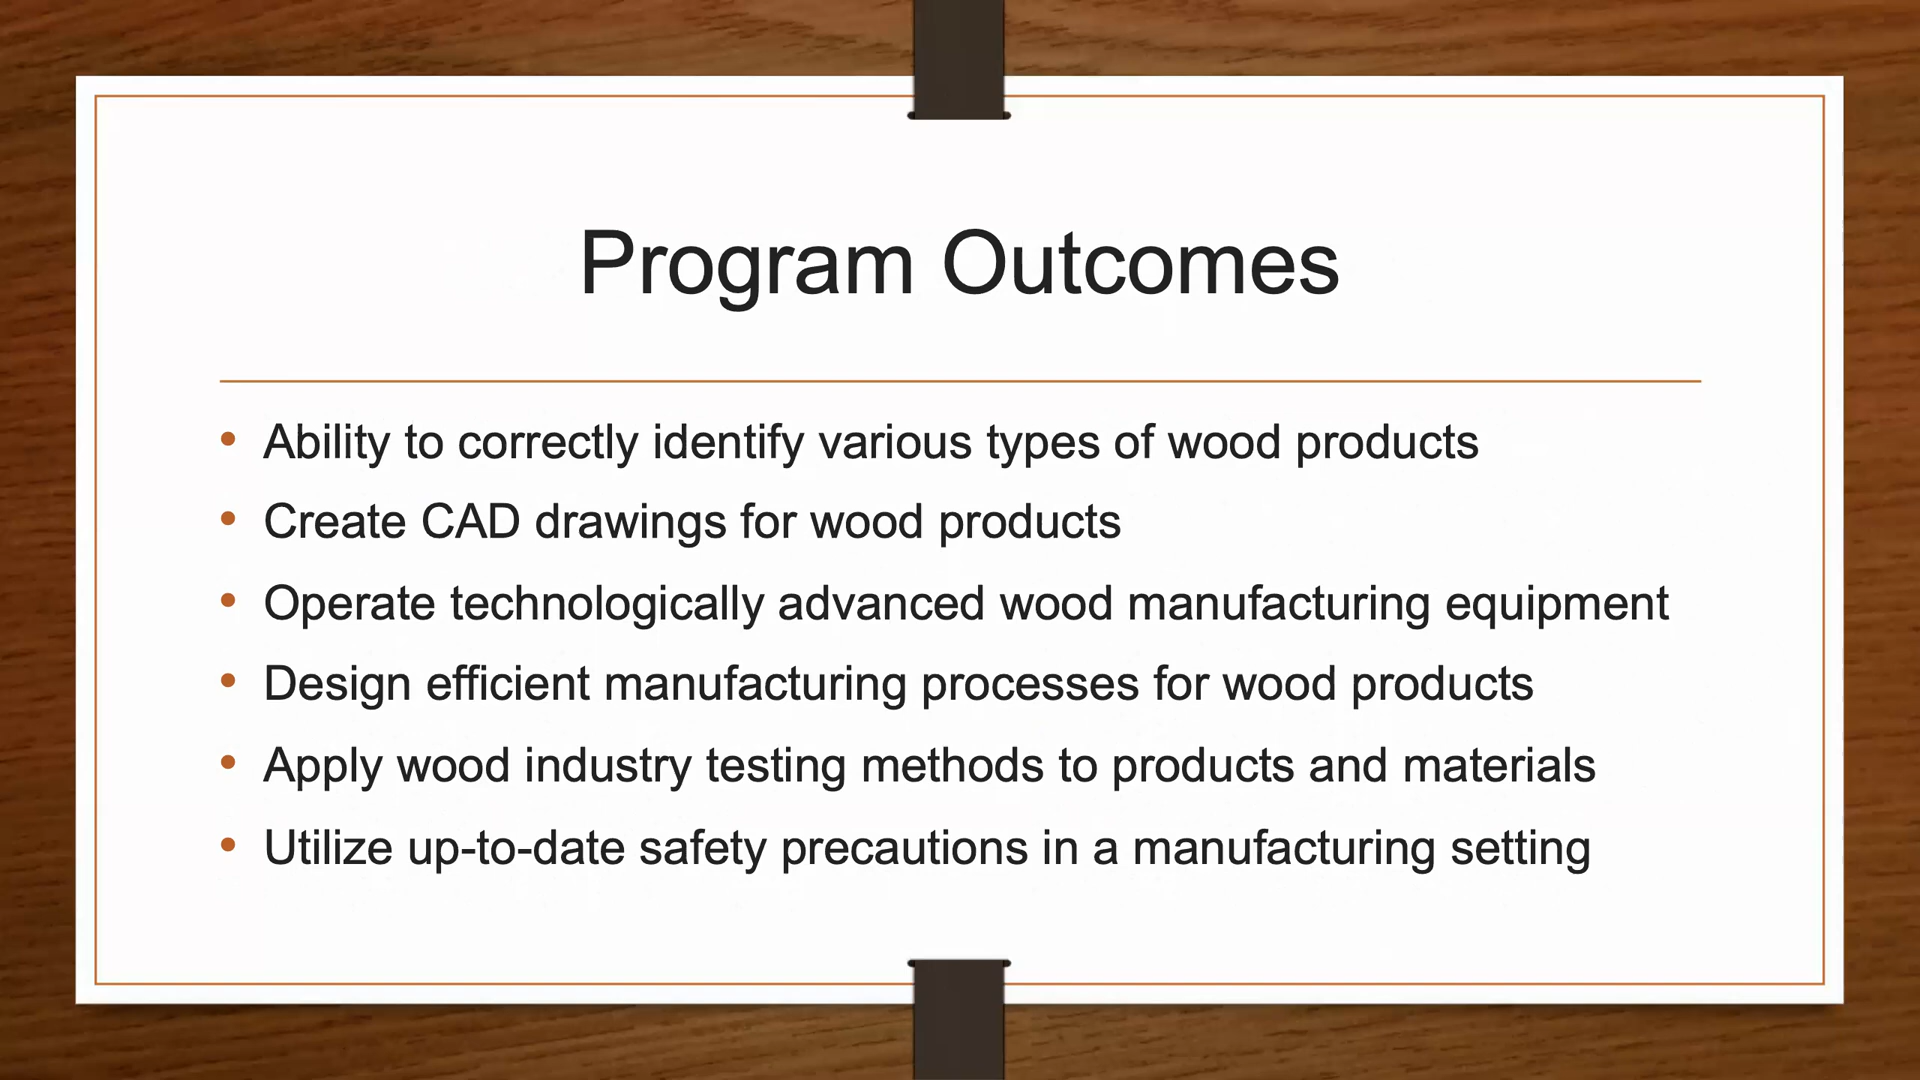 Program Outcomes
• Ability to correctly identify various types of wood products
• Create CAD drawings for wood products
• Operate technologically advanced wood manufacturing equipment
• Design efficient manufacturing processes for wood products
• Apply wood industry testing methods to products and materials
• Utilize up-to-date safety precautions in a manufacturing setting